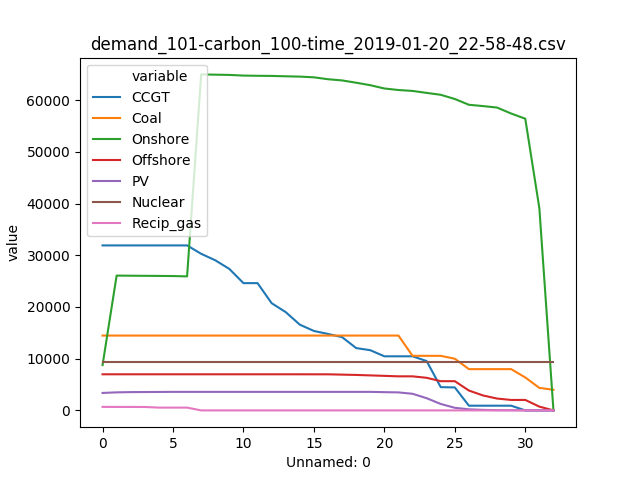 demand_101-carbon_100-time_2019-01-20_22-58-48.csv
variable
CCGT
Coal
Onshore
Offshore
PV
Nuclear
Recip_gas
value
60000
50000
40000
30000
20000
10000
0
0 5 10 15 20 25 30
Unnamed: 0